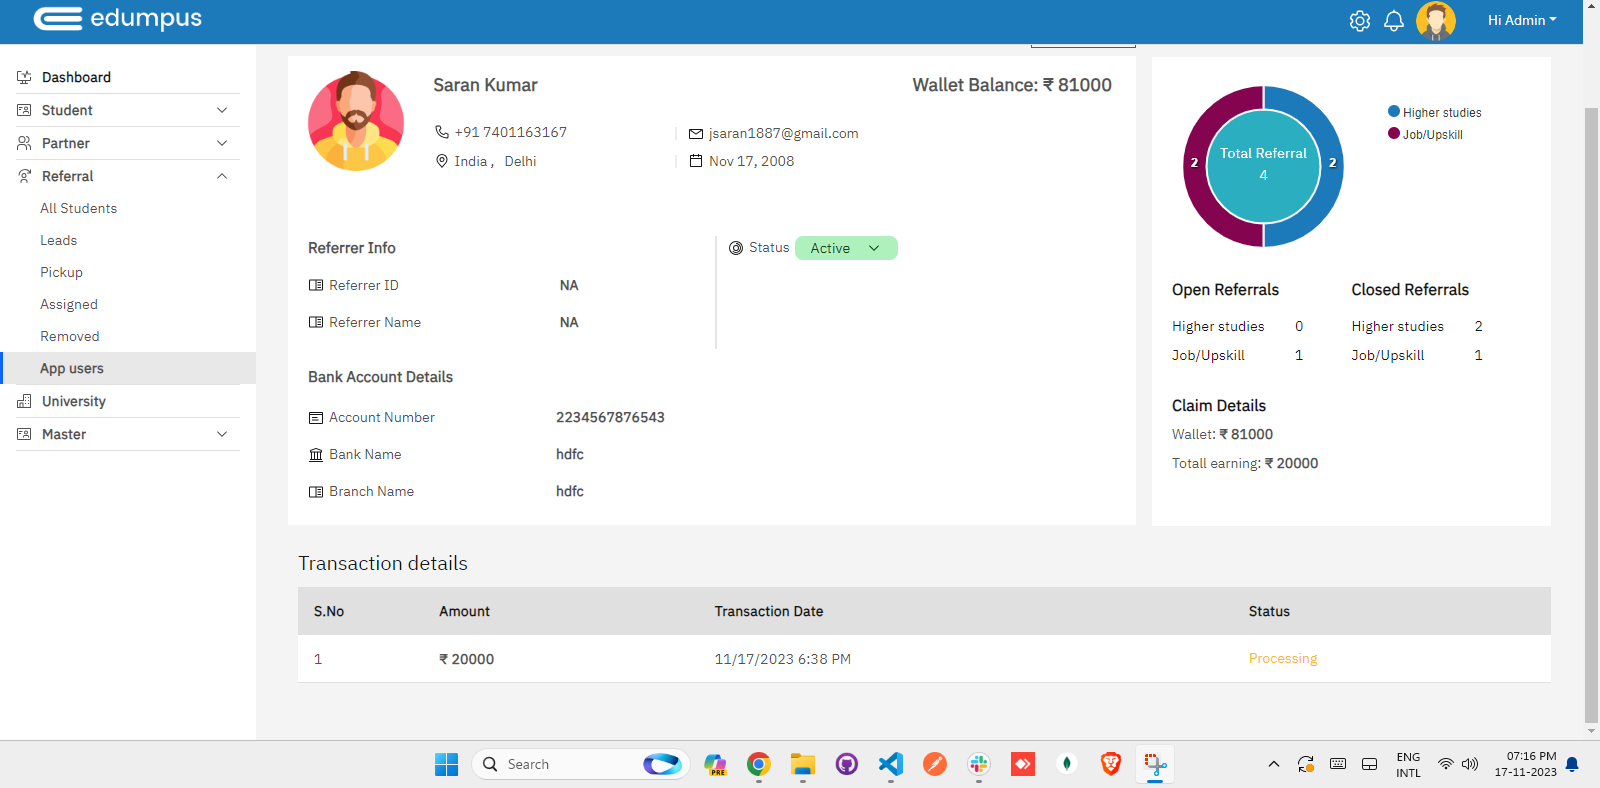 edumpus
Hi Admin
Dashboard
Student
Partner
Referral
All Students
Leads
Pickup
Assigned
Removed
App users
University
Master
Saran Kumar
Wallet Balance: ₹ 81000
+91 7401163167
jsaran1887@gmail.com
India , Delhi
Nov 17, 2008
Referrer Info
Status Active
Referrer ID NA
Referrer Name NA
Bank Account Details
Account Number 2234567876543
Bank Name hdfc
Branch Name hdfc
Higher studies
Job/Upskill
2
Total Referral
4
2
Open Referrals
Higher studies 0
Job/Upskill 1
Closed Referrals
Higher studies 2
Job/Upskill 1
Claim Details
Wallet: ₹ 81000
Totall earning: ₹ 20000
Transaction details
S.No Amount Transaction Date Status
1 ₹ 20000 11/17/2023 6:38 PM Processing
Search
PRE
ENG
INTL
07:16 PM
17-11-2023